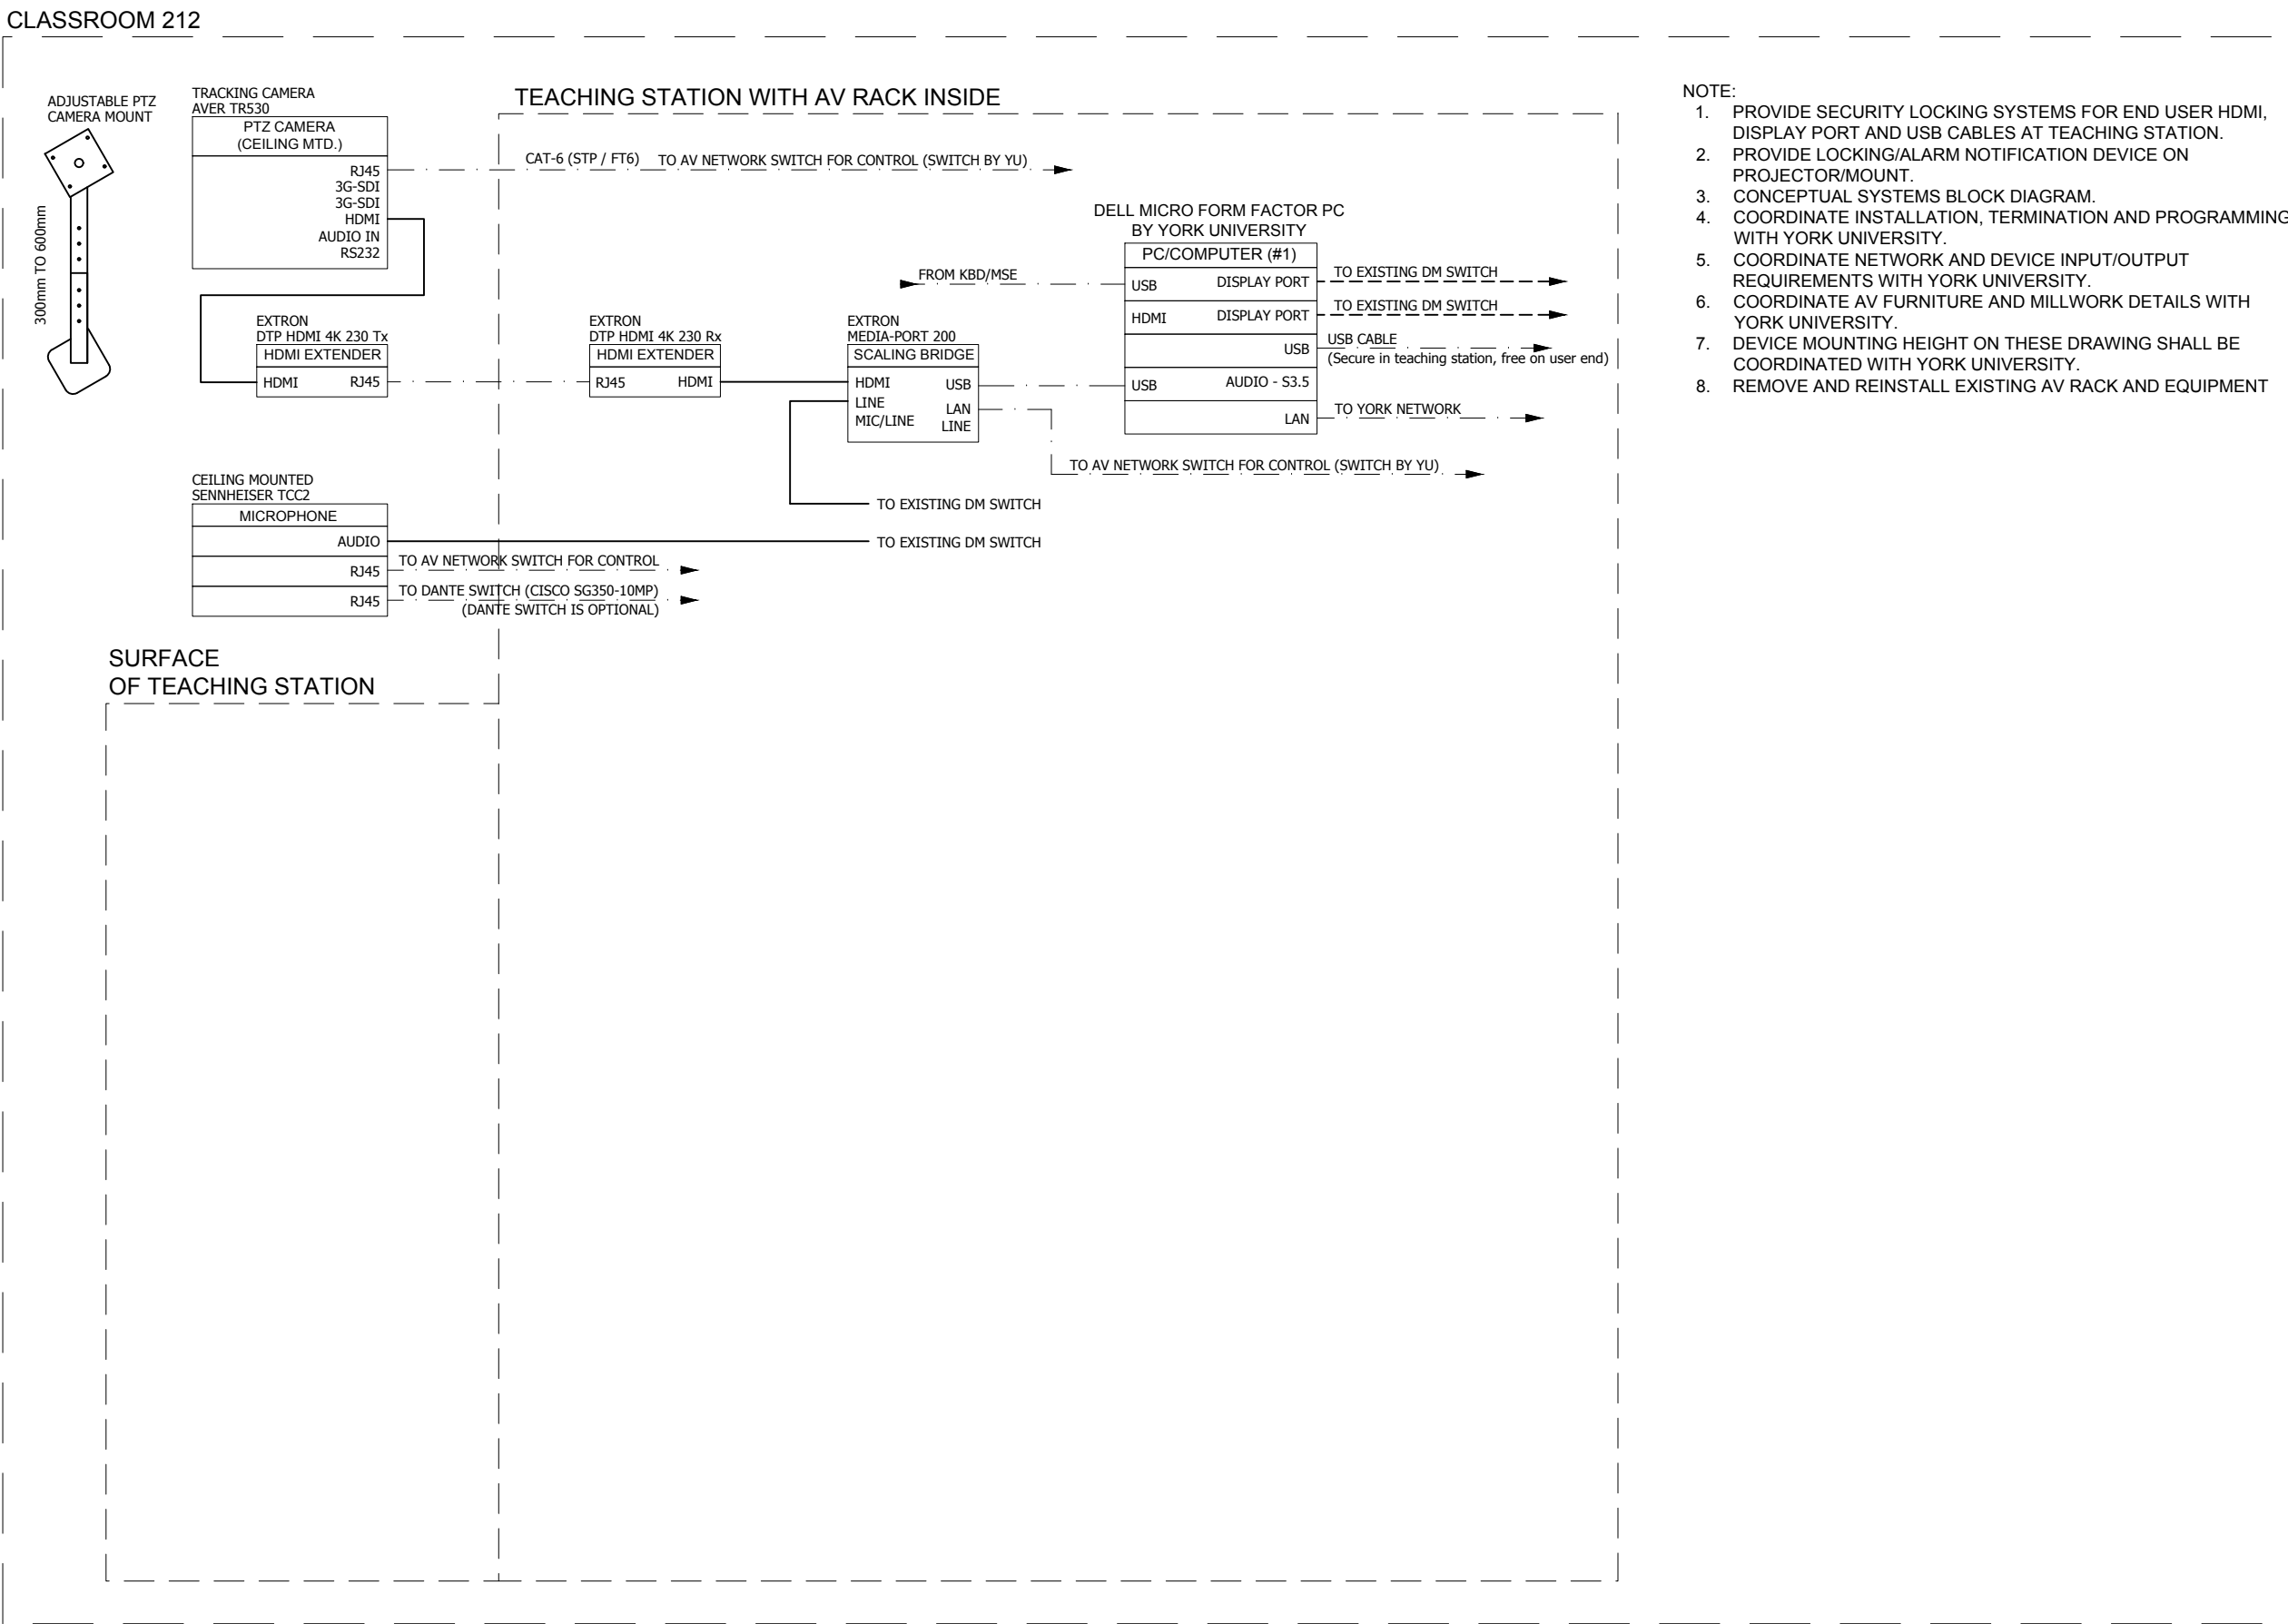 CLASSROOM 212
ADJUSTABLE PTZ
CAMERA MOUNT
300mm TO 600mm
TRACKING CAMERA
AVER TR530
PTZ CAMERA
(CEILING MTD.)
RJ45
3G-SDI
3G-SDI
HDMI
AUDIO IN
RS232
TEACHING STATION WITH AV RACK INSIDE
CAT-6 (STP / FT6) TO AV NETWORK SWITCH FOR CONTROL (SWITCH BY YU)
EXTRON
DTP HDMI 4K 230 Tx
HDMI EXTENDER
HDMI RJ45
EXTRON
DTP HDMI 4K 230 Rx
HDMI EXTENDER
RJ45 HDMI
EXTRON
MEDIA-PORT 200
SCALING BRIDGE
HDMI USB
LINE LAN
MIC/LINE LINE
FROM KBD/MSE
DELL MICRO FORM FACTOR PC
BY YORK UNIVERSITY
PC/COMPUTER (#1)
USB DISPLAY PORT
HDMI DISPLAY PORT
USB
USB AUDIO - S3.5
LAN
TO EXISTING DM SWITCH
TO EXISTING DM SWITCH
USB CABLE
(Secure in teaching station, free on user end)
TO YORK NETWORK
TO AV NETWORK SWITCH FOR CONTROL (SWITCH BY YU)
TO EXISTING DM SWITCH
TO EXISTING DM SWITCH
CEILING MOUNTED
SENNHEISER TCC2
MICROPHONE
AUDIO
RJ45
RJ45
TO AV NETWORK SWITCH FOR CONTROL
TO DANTE SWITCH (CISCO SG350-10MP)
(DANTE SWITCH IS OPTIONAL)
SURFACE
OF TEACHING STATION
NOTE:
1. PROVIDE SECURITY LOCKING SYSTEMS FOR END USER HDMI,
DISPLAY PORT AND USB CABLES AT TEACHING STATION.
2. PROVIDE LOCKING/ALARM NOTIFICATION DEVICE ON
PROJECTOR/MOUNT.
3. CONCEPTUAL SYSTEMS BLOCK DIAGRAM.
4. COORDINATE INSTALLATION, TERMINATION AND PROGRAMMING
WITH YORK UNIVERSITY.
5. COORDINATE NETWORK AND DEVICE INPUT/OUTPUT
REQUIREMENTS WITH YORK UNIVERSITY.
6. COORDINATE AV FURNITURE AND MILLWORK DETAILS WITH
YORK UNIVERSITY.
7. DEVICE MOUNTING HEIGHT ON THESE DRAWING SHALL BE
COORDINATED WITH YORK UNIVERSITY.
8. REMOVE AND REINSTALL EXISTING AV RACK AND EQUIPMENT